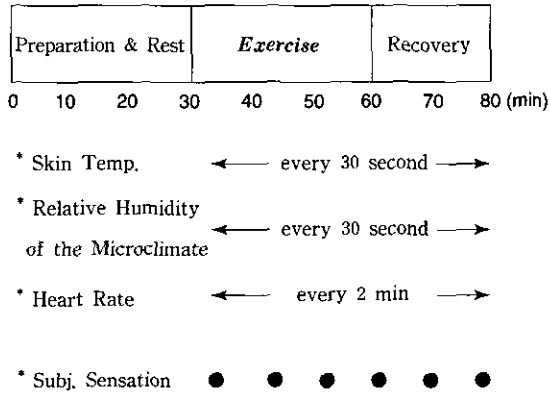 Preparation & Rest Exercise Recovery
0 10 20 30 40 50 60 70 80 (min)
* Skin Temp. every 30 second
* Relative Humidity
of the Microclimate every 30 second
* Heart Rate every 2 min
* Subj. Sensation